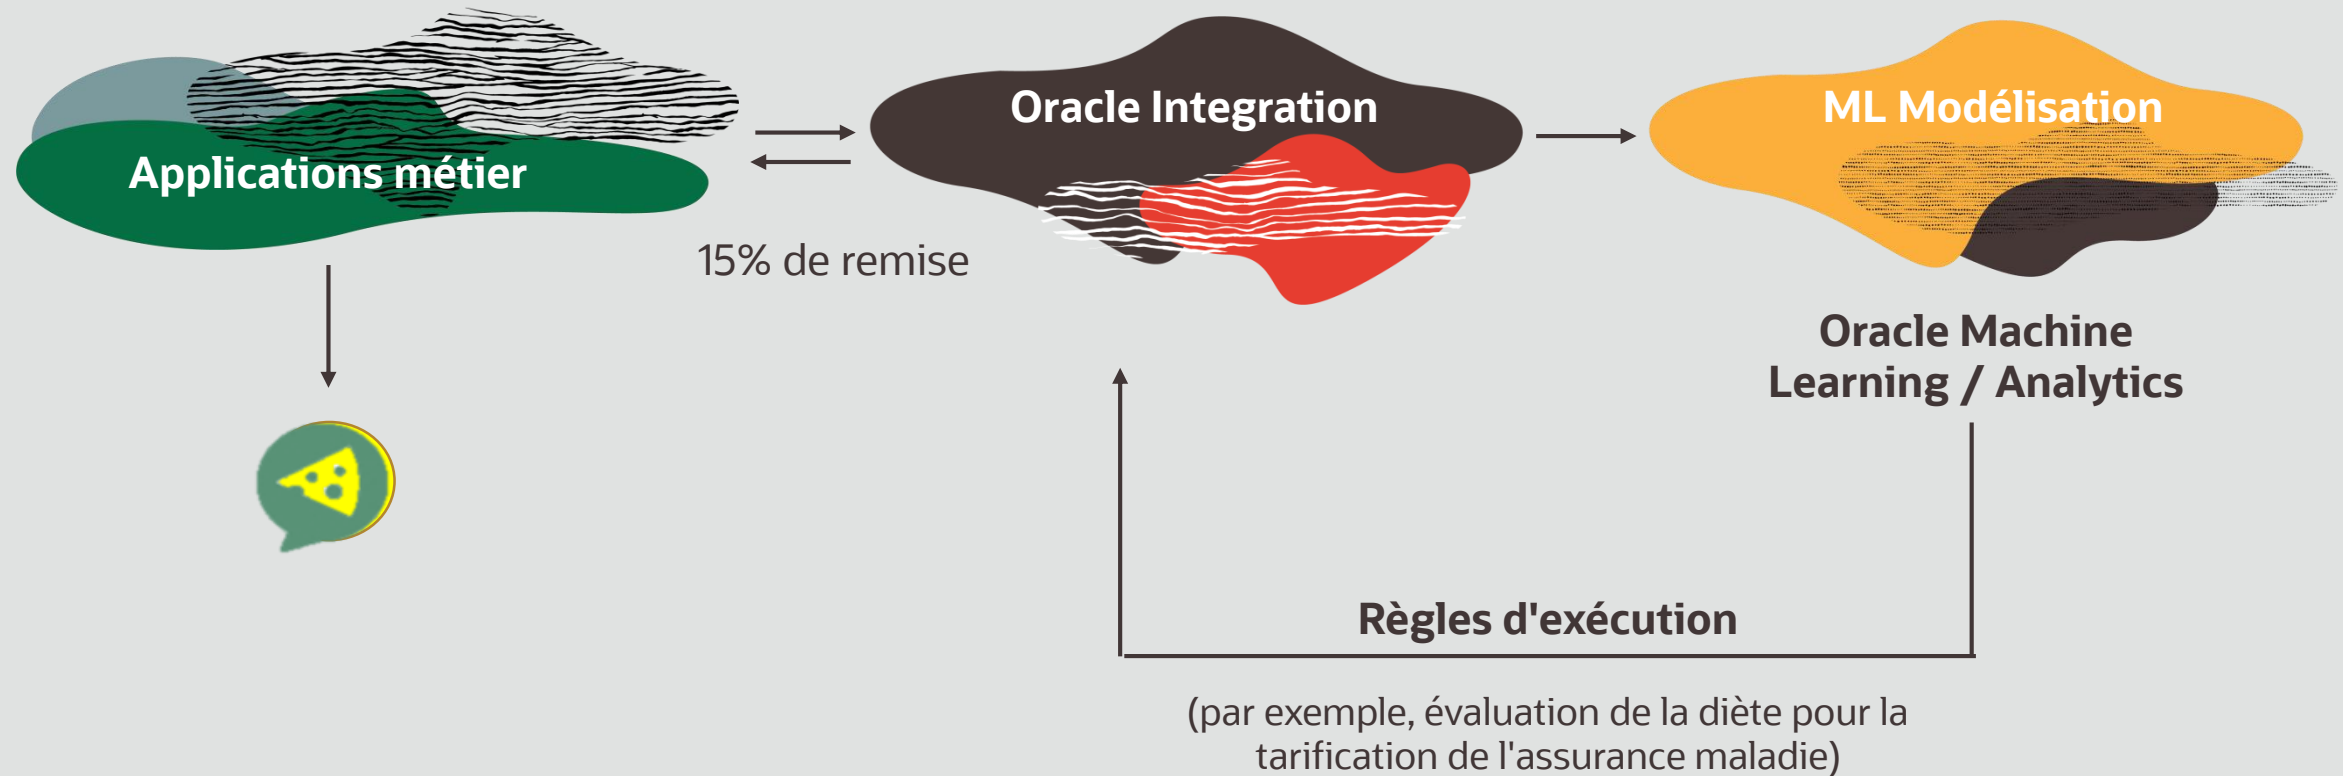 Applications métier
Oracle Integration
ML Modélisation
15% de remise
Oracle Machine
Learning / Analytics
Règles d'exécution
(par exemple, évaluation de la diète pour la
tarification de l'assurance maladie)